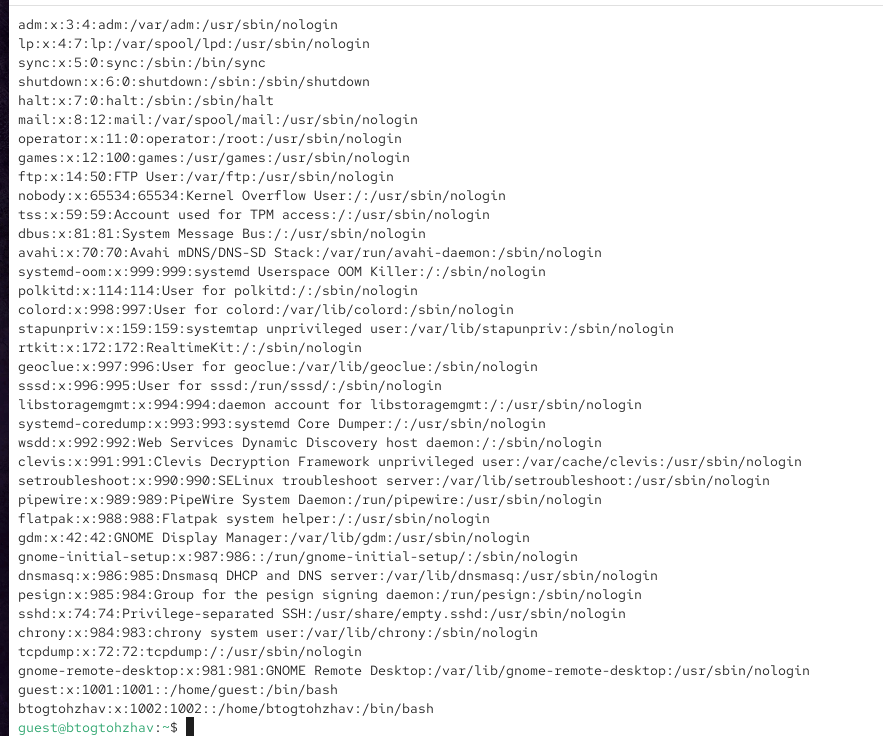 adm:x:3:4:adm:/var/adm:/usr/sbin/nologin
lp:x:4:7:lp:/var/spool/lpd:/usr/sbin/nologin
sync:x:5:0:sync:/sbin:/bin/sync
shutdown:x:6:0:shutdown:/sbin:/sbin/shutdown
halt:x:7:0:halt:/sbin:/sbin/halt
mail:x:8:12:mail:/var/spool/mail:/usr/sbin/nologin
operator:x:11:0:operator:/root:/usr/sbin/nologin
games:x:12:100:games:/usr/games:/usr/sbin/nologin
ftp:x:14:50:FTP User:/var/ftp:/usr/sbin/nologin
nobody:x:65534:65534:Kernel Overflow User:/:/usr/sbin/nologin
tss:x:59:59:Account used for TPM access:/:/usr/sbin/nologin
dbus:x:81:81:System Message Bus:/:/usr/sbin/nologin
avahi:x:70:70:Avahi mDNS/DNS-SD Stack:/var/run/avahi-daemon:/sbin/nologin
systemd-oom:x:999:999:systemd Userspace OOM Killer:/:/usr/sbin/nologin
polkitd:x:114:114:User for polkitd:/:/sbin/nologin
colord:x:998:997:User for colord:/var/lib/colord:/sbin/nologin
stapunpriv:x:159:159:systemtap unprivileged user:/var/lib/stapunpriv:/sbin/nologin
rtkit:x:172:172:RealtimeKit:/:/sbin/nologin
geoclue:x:997:996:User for geoclue:/var/lib/geoclue:/sbin/nologin
sssd:x:996:995:User for sssd:/run/sssd/:/sbin/nologin
libstoragemgmt:x:994:994:daemon account for libstoragemgmt:/:/usr/sbin/nologin
systemd-coredump:x:993:993:systemd Core Dumper:/:/usr/sbin/nologin
wsdd:x:992:992:Web Services Dynamic Discovery host daemon:/:/sbin/nologin
clevis:x:991:991:Clevis Decryption Framework unprivileged user:/var/cache/clevis:/usr/sbin/nologin
setroubleshoot:x:990:990:SELinux troubleshoot server:/var/lib/setroubleshoot:/usr/sbin/nologin
pipewire:x:989:989:PipeWire System Daemon:/run/pipewire:/usr/sbin/nologin
flatpak:x:988:988:Flatpak system helper:/:/usr/sbin/nologin
gdm:x:42:42:GNOME Display Manager:/var/lib/gdm:/usr/sbin/nologin
gnome-initial-setup:x:987:986::/run/gnome-initial-setup/:/sbin/nologin
dnsmasq:x:986:985:Dnsmasq DHCP and DNS server:/var/lib/dnsmasq:/usr/sbin/nologin
pesign:x:985:984:Group for the pesign signing daemon:/run/pesign:/sbin/nologin
sshd:x:74:74:Privilege-separated SSH:/usr/share/empty.sshd:/usr/sbin/nologin
chrony:x:984:983:chrony system user:/var/lib/chrony:/sbin/nologin
tcpdump:x:72:72:tcpdump:/:/usr/sbin/nologin
gnome-remote-desktop:x:981:981:GNOME Remote Desktop:/var/lib/gnome-remote-desktop:/usr/sbin/nologin
guest:x:1001:1001::/home/guest:/bin/bash
btogtohzhav:x:1002:1002::/home/btogtohzhav:/bin/bash
guest@btogtohzhav:~$